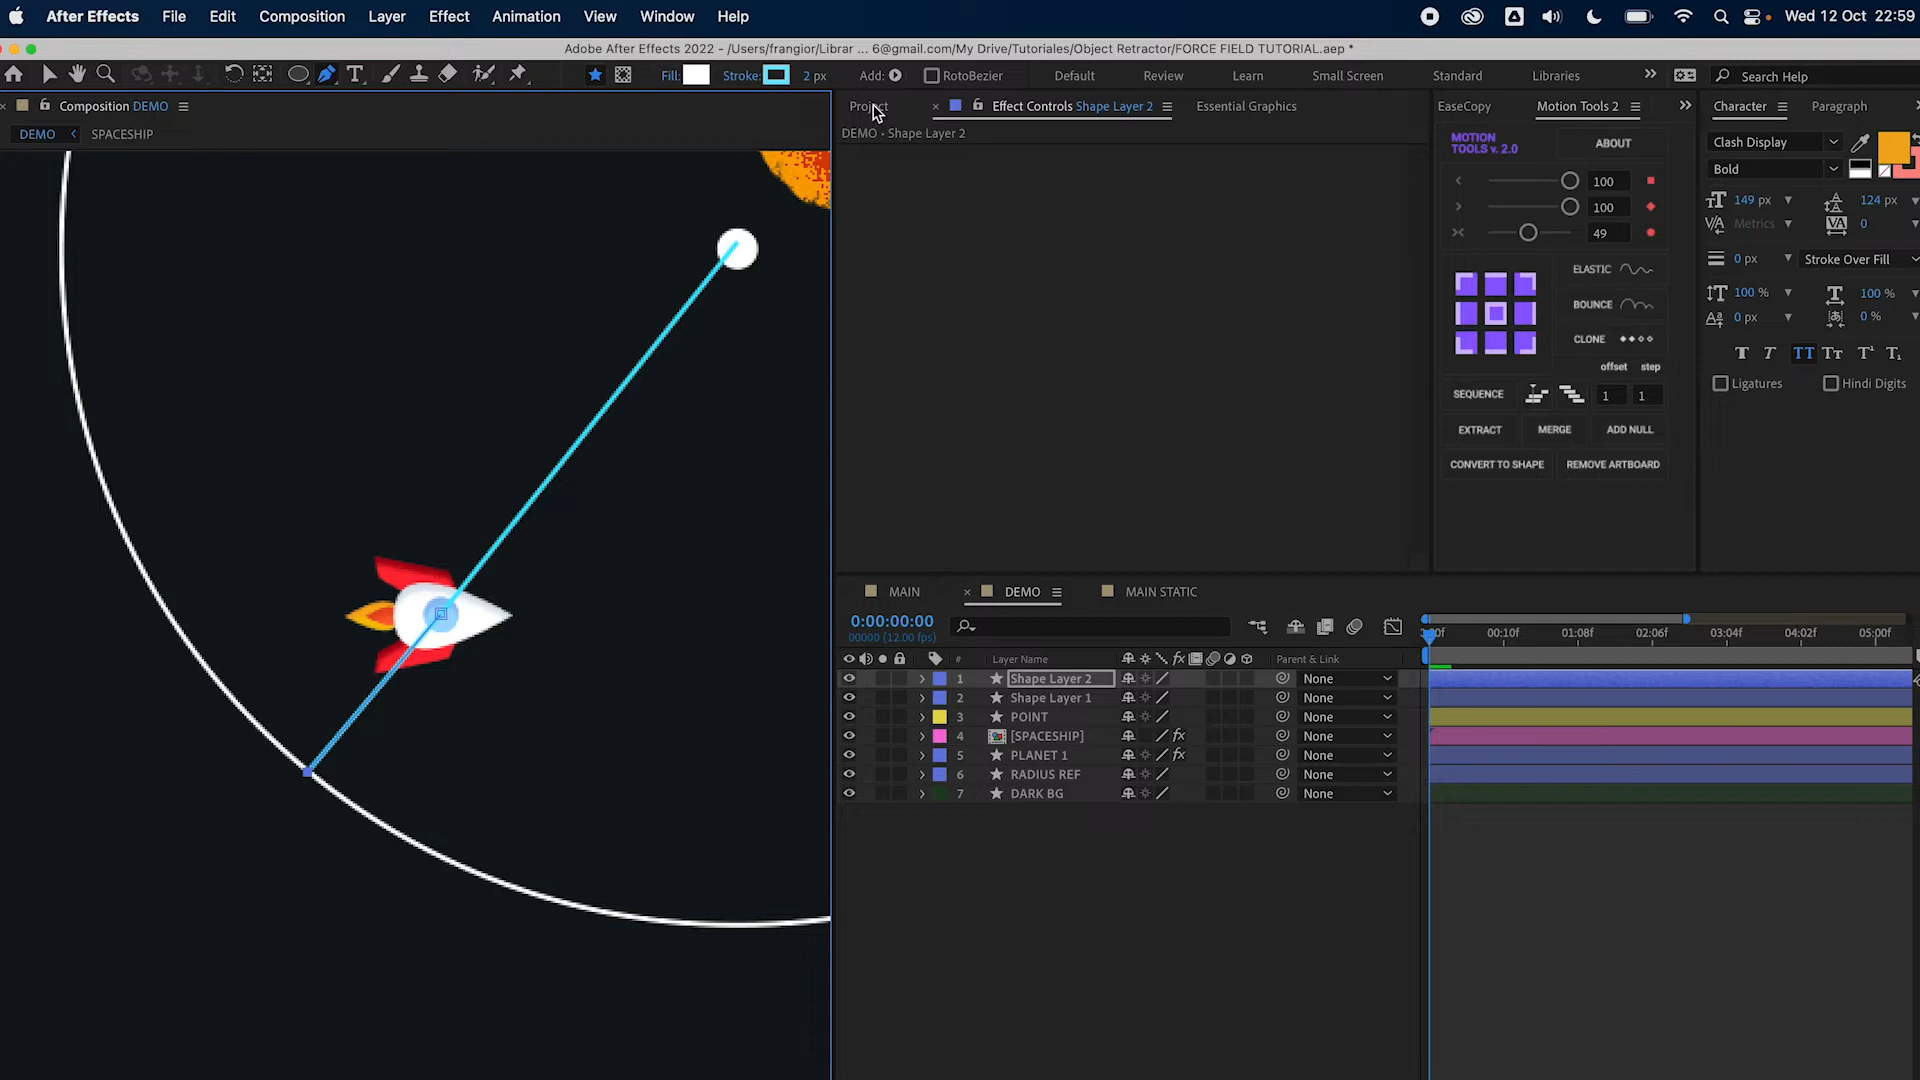 After Effects File Edit Composition Layer Effect Animation View Window Help Wed 12 Oct 22:59
Adobe After Effects 2022 - /Users/frangior/Librar ... 6@gmail.com/My Drive/Tutoriales/Object Retractor/FORCE FIELD TUTORIAL.aep *
Fill: Stroke: 2 px Add: RotoBezier Default Review Learn Small Screen Standard Libraries Search Help
Composition DEMO Project Effect Controls Shape Layer 2 Essential Graphics EaseCopy Motion Tools 2 Character Paragraph
DEMO SPACESHIP DEMO • Shape Layer 2
MOTION
TOOLS v. 2.0
ABOUT
100
100
49
ELASTIC
BOUNCE
CLONE
offset step
SEQUENCE 1 1
EXTRACT MERGE ADD NULL
CONVERT TO SHAPE REMOVE ARTBOARD
Clash Display
Bold
149 px 124 px
Metrics 0
0 px Stroke Over Fill
100 % 100 %
0 px 0 %
T T TT Tт T¹ T₁
Ligatures Hindi Digits
MAIN DEMO MAIN STATIC
0:00:00:00
00000 (12.00 fps)
00:10f 01:08f 02:06f 03:04f 04:02f 05:00f
# Layer Name Parent & Link
1 Shape Layer 2 None
2 Shape Layer 1 None
3 POINT None
4 [SPACESHIP] fx None
5 PLANET 1 fx None
6 RADIUS REF None
7 DARK BG None